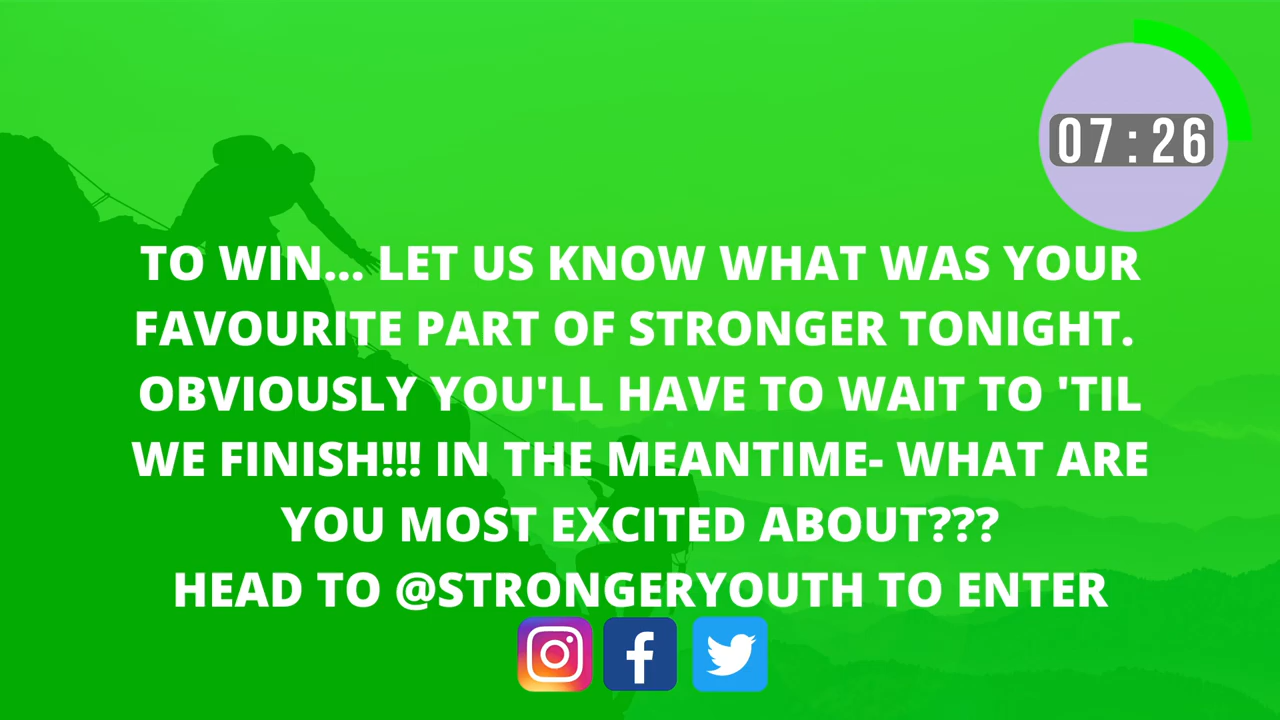 07:26
TO WIN... LET US KNOW WHAT WAS YOUR
FAVOURITE PART OF STRONGER TONIGHT.
OBVIOUSLY YOU'LL HAVE TO WAIT TO 'TIL
WE FINISH!!! IN THE MEANTIME- WHAT ARE
YOU MOST EXCITED ABOUT???
HEAD TO @STRONGERYOUTH TO ENTER